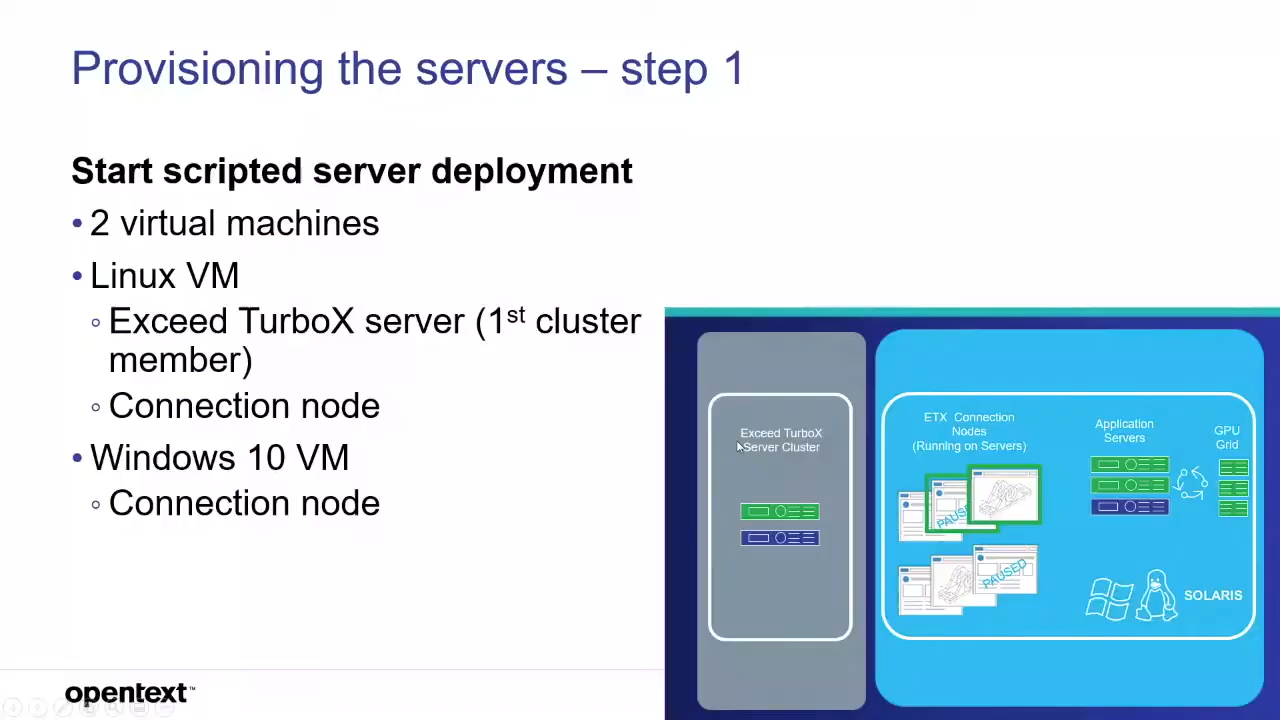 Provisioning the servers – step 1
Start scripted server deployment
• 2 virtual machines
• Linux VM
◦ Exceed TurboX server (1st cluster
member)
◦ Connection node
• Windows 10 VM
◦ Connection node
Exceed TurboX
Server Cluster
ETX Connection
Nodes
(Running on Servers)
Application
Servers
GPU
Grid
PAUSED
SOLARIS
opentext™